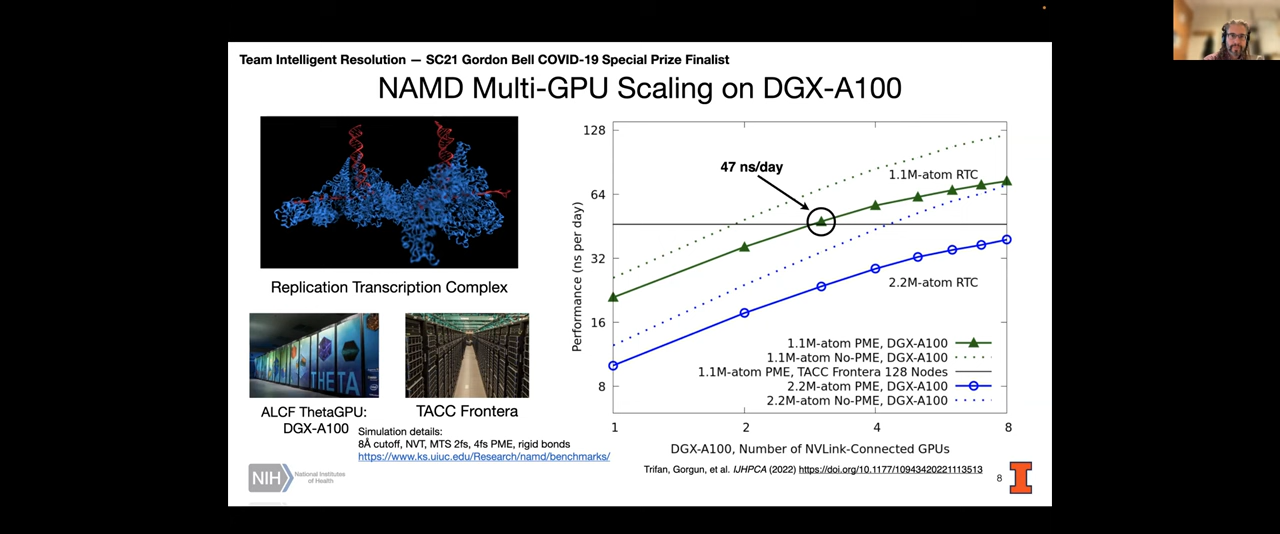 Team Intelligent Resolution — SC21 Gordon Bell COVID-19 Special Prize Finalist
NAMD Multi-GPU Scaling on DGX-A100
Replication Transcription Complex
THETA
ALCF ThetaGPU:
DGX-A100
TACC Frontera
Simulation details:
8Å cutoff, NVT, MTS 2fs, 4fs PME, rigid bonds
https://www.ks.uiuc.edu/Research/namd/benchmarks/
NIH
National Institutes
of Health
Performance (ns per day)
128
64
32
16
8
47 ns/day
1.1M-atom RTC
2.2M-atom RTC
1.1M-atom PME, DGX-A100
1.1M-atom No-PME, DGX-A100
1.1M-atom PME, TACC Frontera 128 Nodes
2.2M-atom PME, DGX-A100
2.2M-atom No-PME, DGX-A100
1 2 4 8
DGX-A100, Number of NVLink-Connected GPUs
Trifan, Gorgun, et al. IJHPCA (2022) https://doi.org/10.1177/10943420221113513
8
I